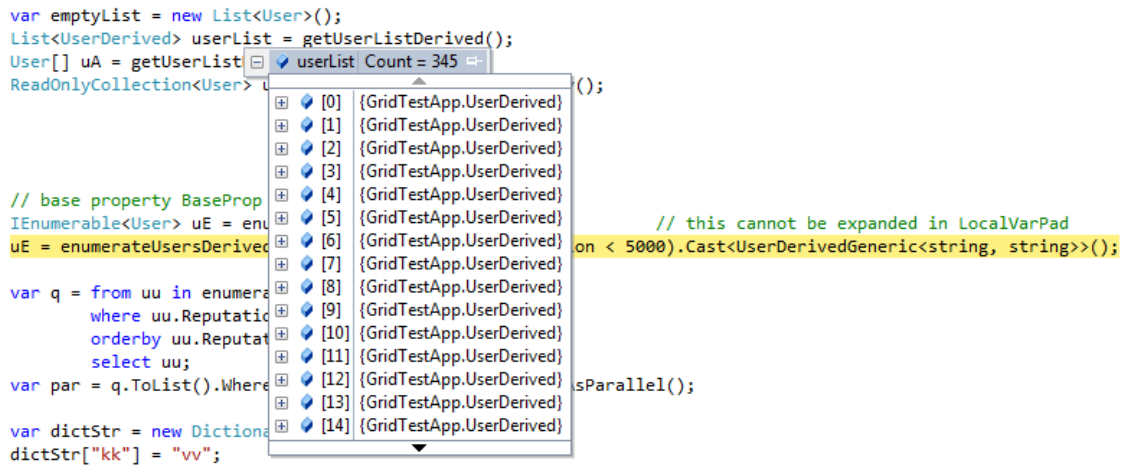 var emptyList = new List<User>();
List<UserDerived> userList = getUserListDerived();
User[] uA = getUserList
userList Count = 345
ReadOnlyCollection<User> u y();
[0] {GridTestApp.UserDerived}
[1] {GridTestApp.UserDerived}
[2] {GridTestApp.UserDerived}
[3] {GridTestApp.UserDerived}
[4] {GridTestApp.UserDerived}
[5] {GridTestApp.UserDerived}
[6] {GridTestApp.UserDerived}
[7] {GridTestApp.UserDerived}
[8] {GridTestApp.UserDerived}
[9] {GridTestApp.UserDerived}
[10] {GridTestApp.UserDerived}
[11] {GridTestApp.UserDerived}
[12] {GridTestApp.UserDerived}
[13] {GridTestApp.UserDerived}
[14] {GridTestApp.UserDerived}
// base property BaseProp
IEnumerable<User> uE = enu // this cannot be expanded in LocalVarPad
uE = enumerateUsersDerived ion < 5000).Cast<UserDerivedGeneric<string, string>>();
var q = from uu in enumera
where uu.Reputatio
orderby uu.Reputat
select uu;
var par = q.ToList().Where AsParallel();
var dictStr = new Dictiona
dictStr["kk"] = "vv";